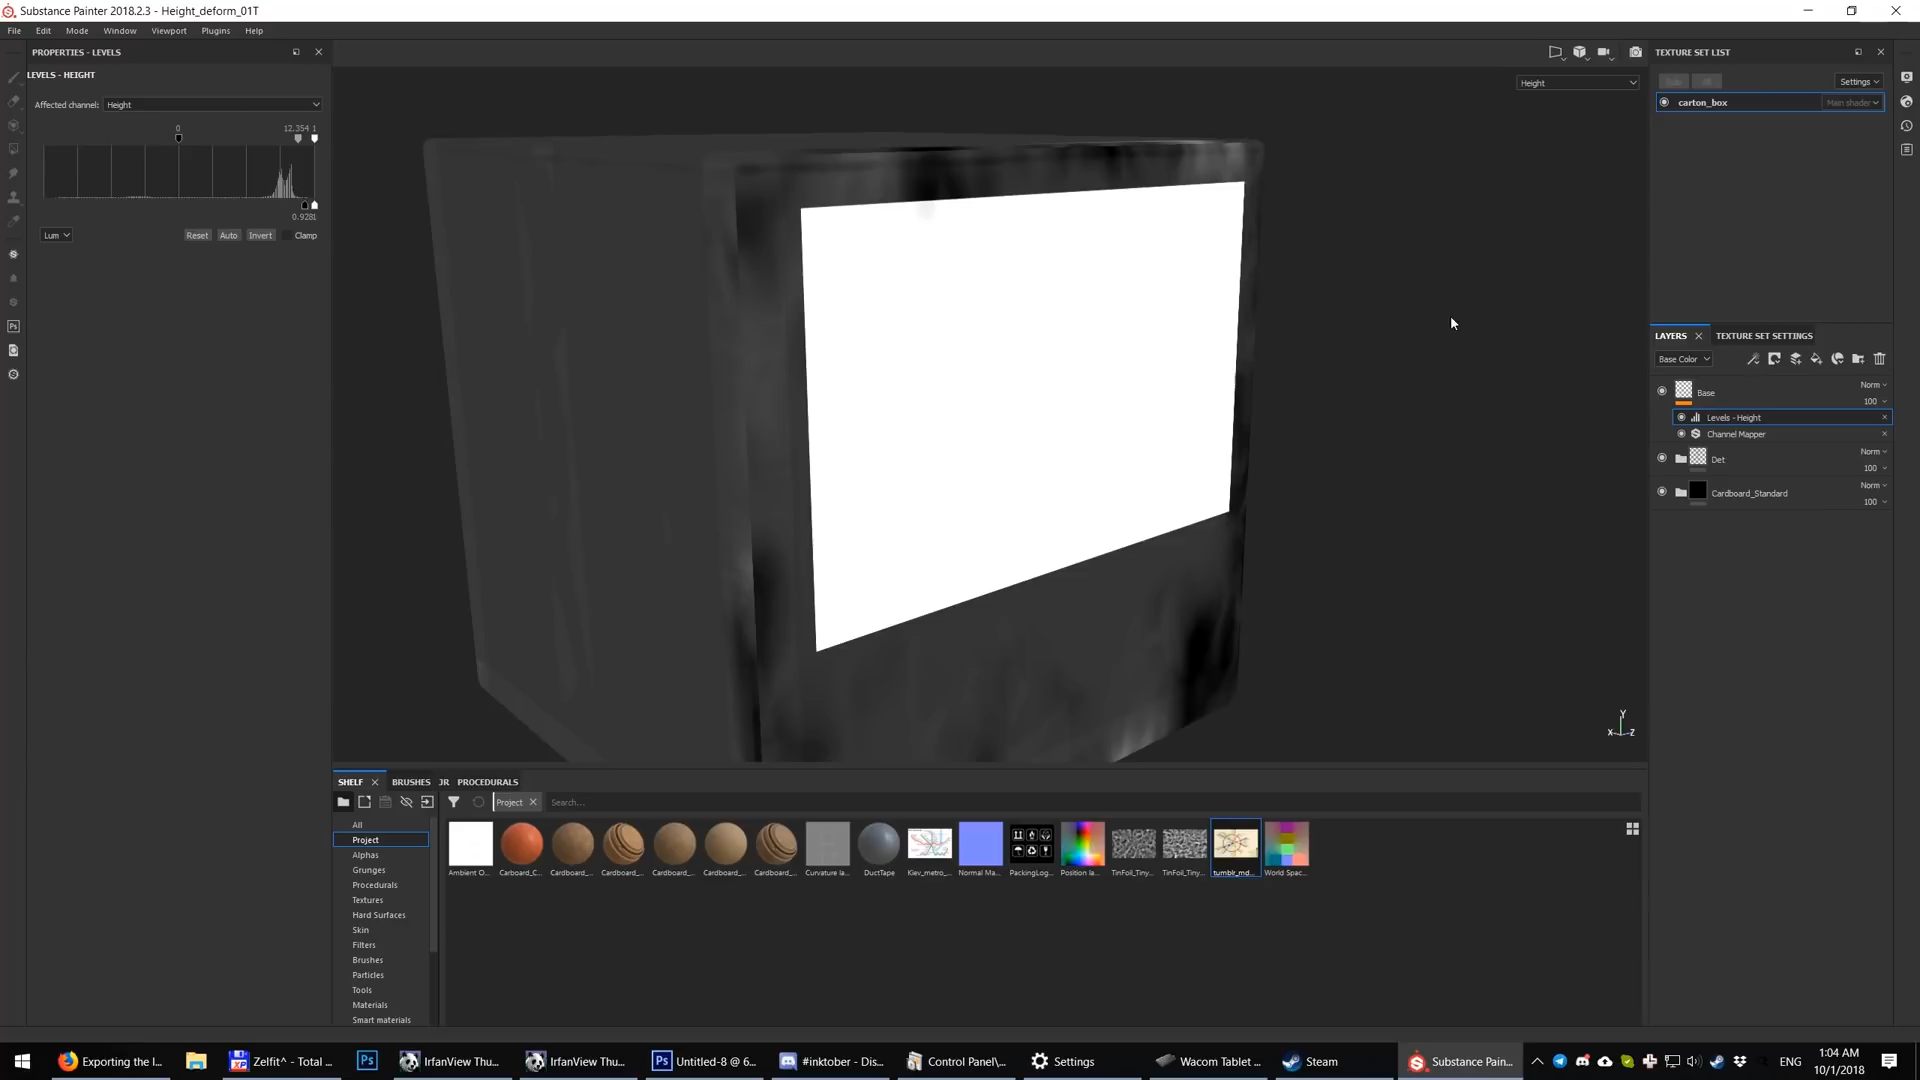 Substance Painter 2018.2.3 - Height_deform_01T
File Edit Mode Window Viewport Plugins Help
PROPERTIES - LEVELS
LEVELS - HEIGHT
Affected channel: Height
0 12.354 1
0.9281
Lum Reset Auto Invert Clamp
Height
TEXTURE SET LIST
Settings
carton_box Main shader
LAYERS TEXTURE SET SETTINGS
Base Color
Base Norm
100
Levels - Height
Channel Mapper
Det Norm
100
Cardboard_Standard Norm
100
Y
X Z
SHELF BRUSHES JR PROCEDURALS
Project Search...
All
Project
Alphas
Grunges
Procedurals
Textures
Hard Surfaces
Skin
Filters
Brushes
Particles
Tools
Materials
Smart materials
Ambient O... Carboard_C... Cardboard_... Cardboard_... Cardboard_... Cardboard_... Cardboard_... Curvature la... DuctTape Kiev_metro_... Normal Ma... PackingLog... Position la... TinFoil_Tiny... TinFoil_Tiny... tumblr_md... World Spac...
Exporting the l... Zelfit^ - Total ... Ps IrfanView Thu... IrfanView Thu... Untitled-8 @ 6... #inktober - Dis... Control Panel\... Settings Wacom Tablet ... Steam Substance Pain... ENG 1:04 AM
10/1/2018